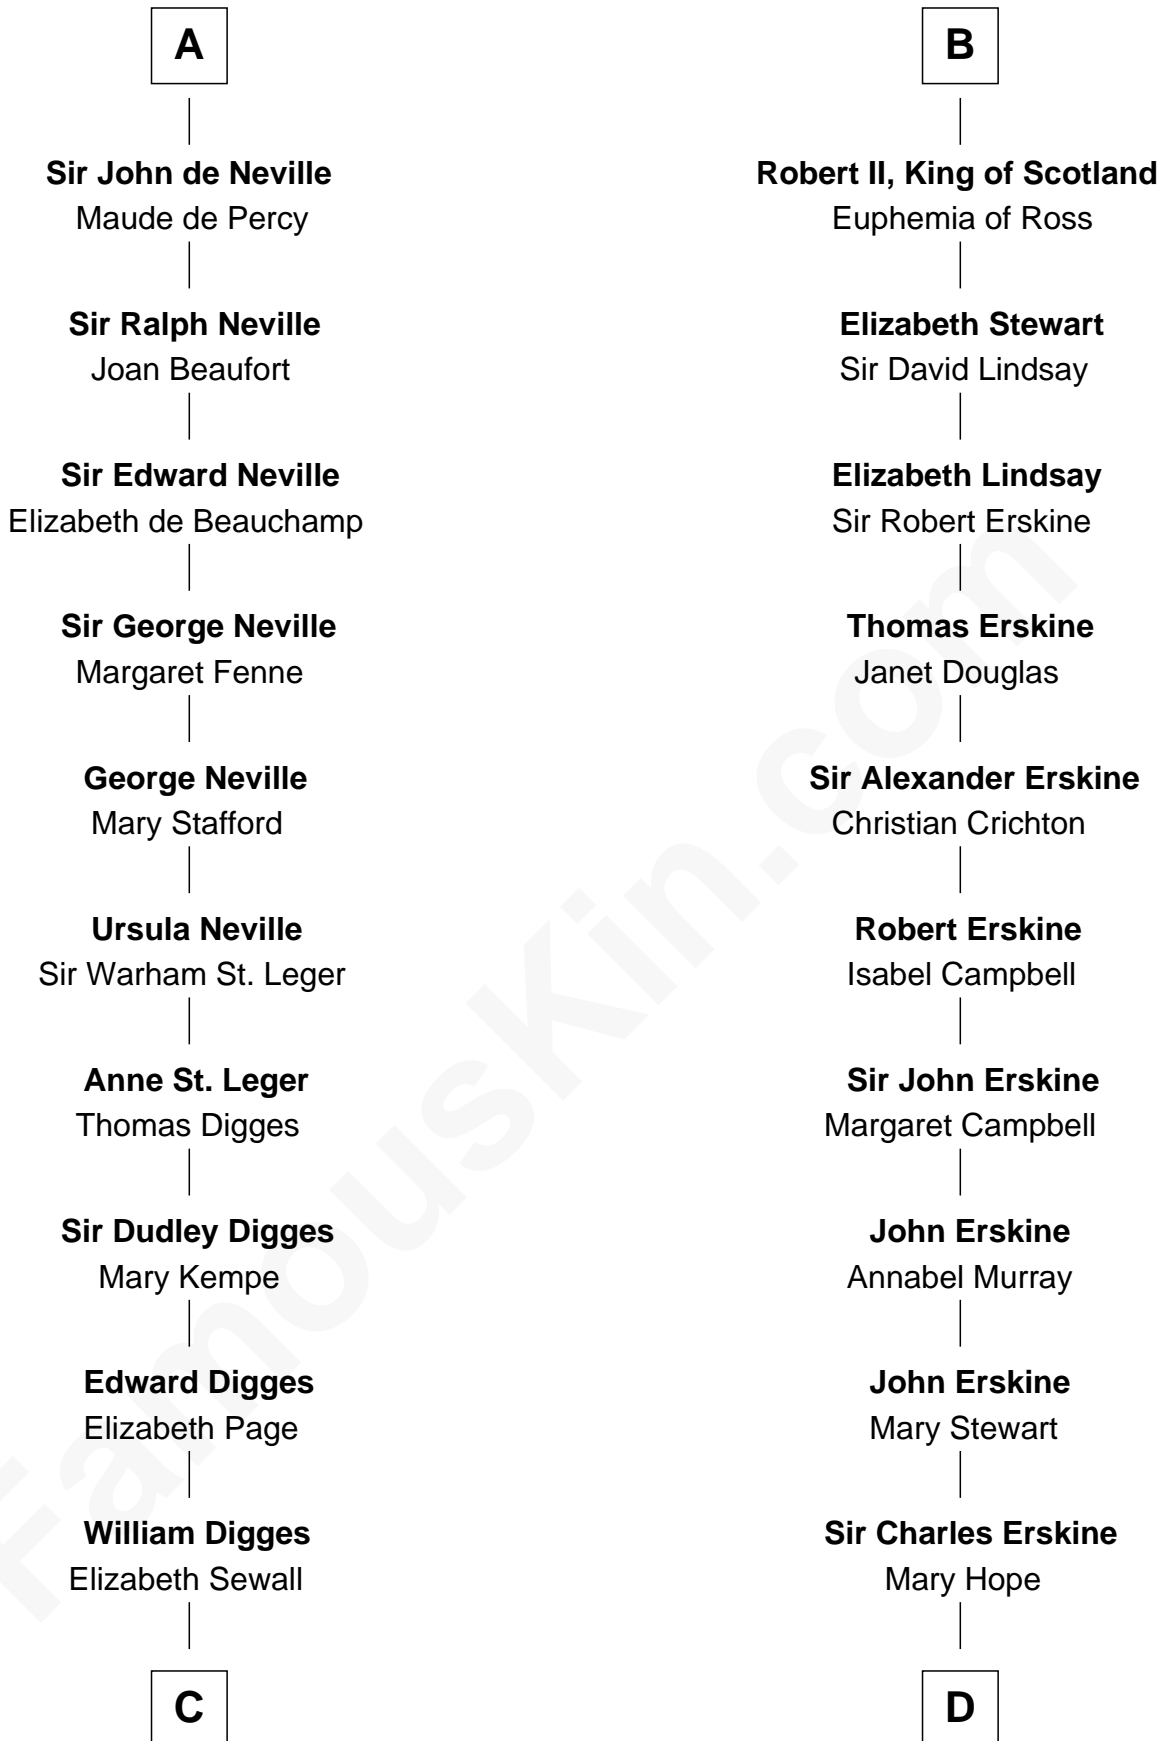 A
Sir John de Neville
Maude de Percy
Sir Ralph Neville
Joan Beaufort
Sir Edward Neville
Elizabeth de Beauchamp
Sir George Neville
Margaret Fenne
George Neville
Mary Stafford
Ursula Neville
Sir Warham St. Leger
Anne St. Leger
Thomas Digges
Sir Dudley Digges
Mary Kempe
Edward Digges
Elizabeth Page
William Digges
Elizabeth Sewall
C
B
Robert II, King of Scotland
Euphemia of Ross
Elizabeth Stewart
Sir David Lindsay
Elizabeth Lindsay
Sir Robert Erskine
Thomas Erskine
Janet Douglas
Sir Alexander Erskine
Christian Crichton
Robert Erskine
Isabel Campbell
Sir John Erskine
Margaret Campbell
John Erskine
Annabel Murray
John Erskine
Mary Stewart
Sir Charles Erskine
Mary Hope
D
FamousKin.com